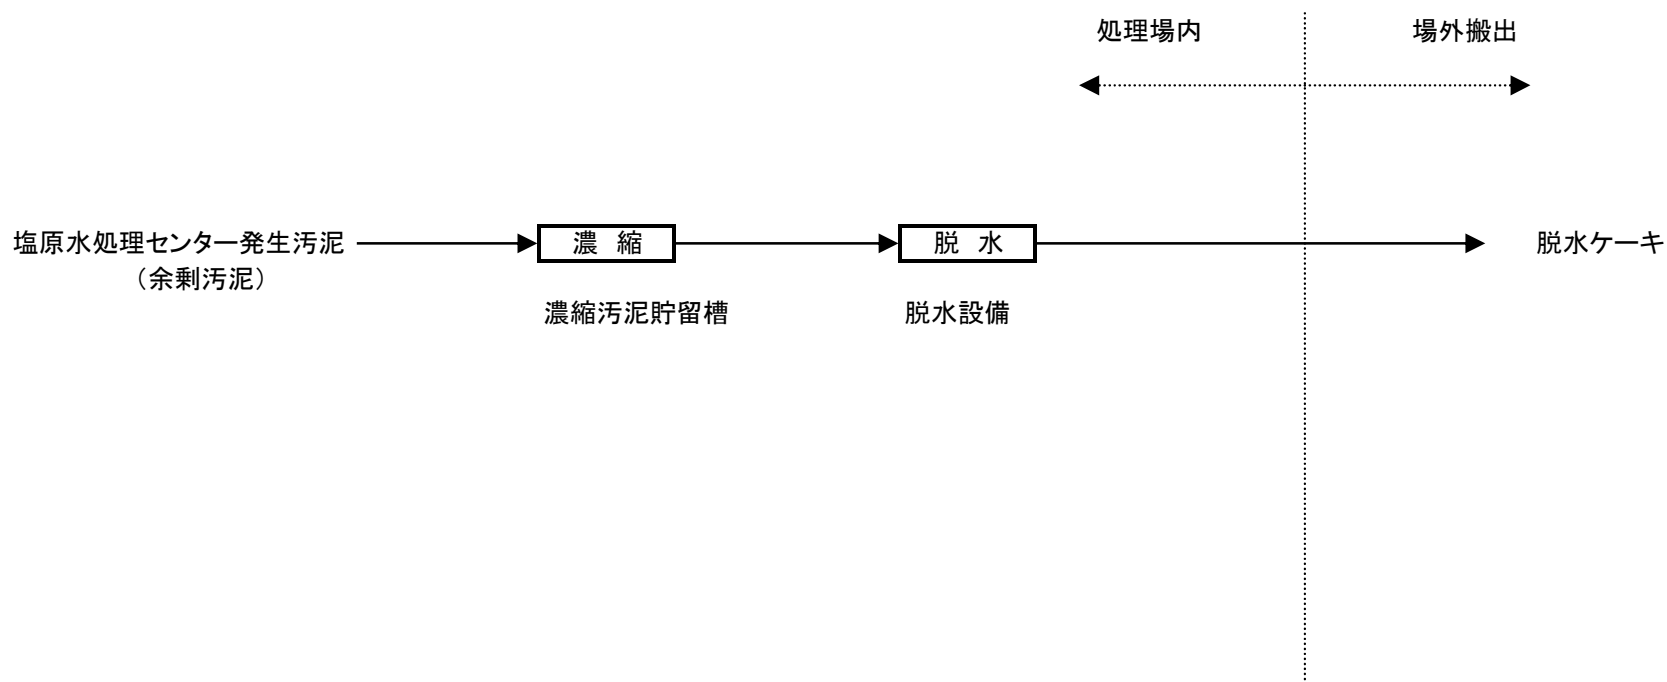 処理場内
場外搬出
塩原水処理センター発生汚泥
（余剰汚泥）
濃 縮
脱 水
脱水ケーキ
濃縮汚泥貯留槽
脱水設備